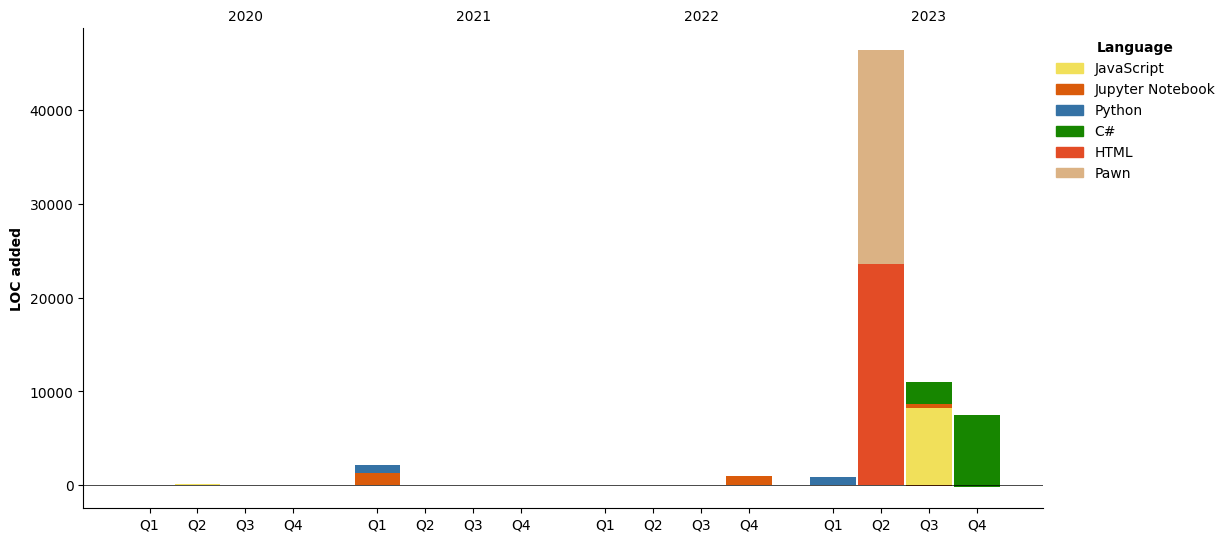 2020 2021 2022 2023
Language
JavaScript
Jupyter Notebook
Python
C#
HTML
Pawn
LOC added
40000
30000
20000
10000
0
Q1 Q2 Q3 Q4 Q1 Q2 Q3 Q4 Q1 Q2 Q3 Q4 Q1 Q2 Q3 Q4